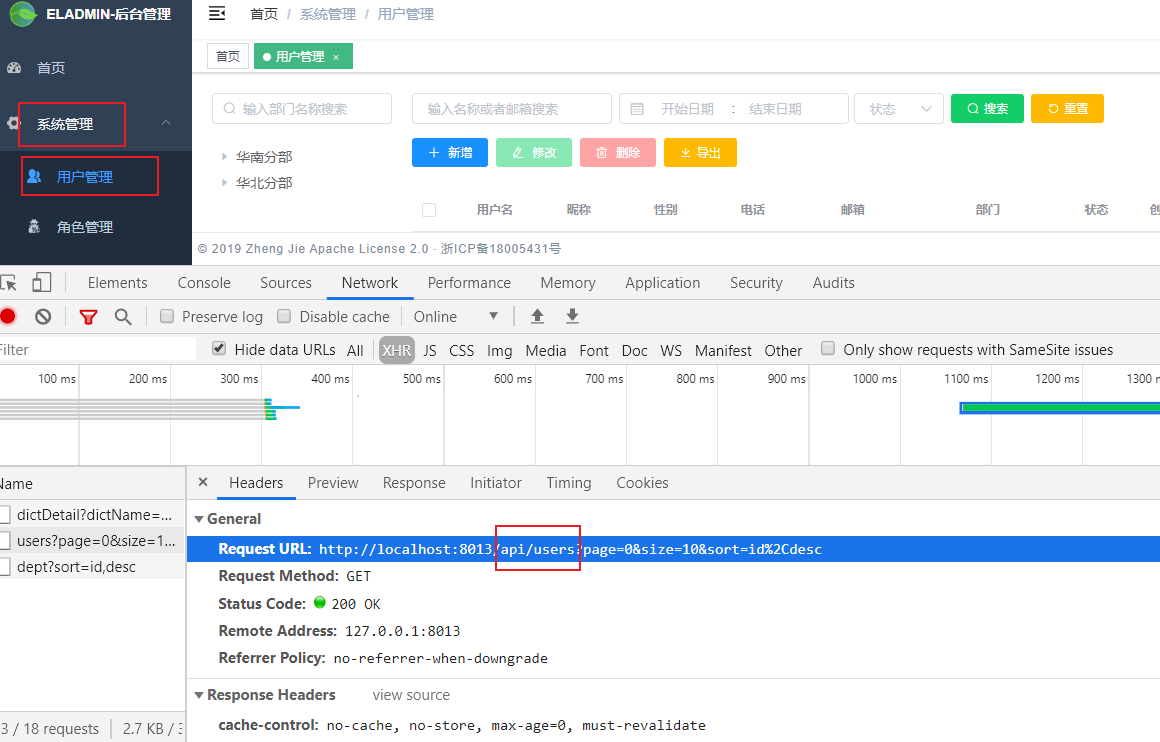 ELADMIN-后台管理
首页 / 系统管理 / 用户管理
首页
用户管理 ×
首页
系统管理
用户管理
角色管理
输入部门名称搜索
输入名称或者邮箱搜索
开始日期 : 结束日期
状态
搜索
重置
华南分部
华北分部
新增
修改
删除
导出
用户名 昵称 性别 电话 邮箱 部门 状态 创
© 2019 Zheng Jie Apache License 2.0 · 浙ICP备18005431号
Elements Console Sources Network Performance Memory Application Security Audits
Preserve log Disable cache Online
Filter Hide data URLs All XHR JS CSS Img Media Font Doc WS Manifest Other Only show requests with SameSite issues
100 ms 200 ms 300 ms 400 ms 500 ms 600 ms 700 ms 800 ms 900 ms 1000 ms 1100 ms 1200 ms 1300 m
Name
dictDetail?dictName=...
users?page=0&size=1...
dept?sort=id,desc
3 / 18 requests 2.7 KB / 3
× Headers Preview Response Initiator Timing Cookies
General
Request URL: http://localhost:8013/api/users?page=0&size=10&sort=id%2Cdesc
Request Method: GET
Status Code: 200 OK
Remote Address: 127.0.0.1:8013
Referrer Policy: no-referrer-when-downgrade
Response Headers view source
cache-control: no-cache, no-store, max-age=0, must-revalidate